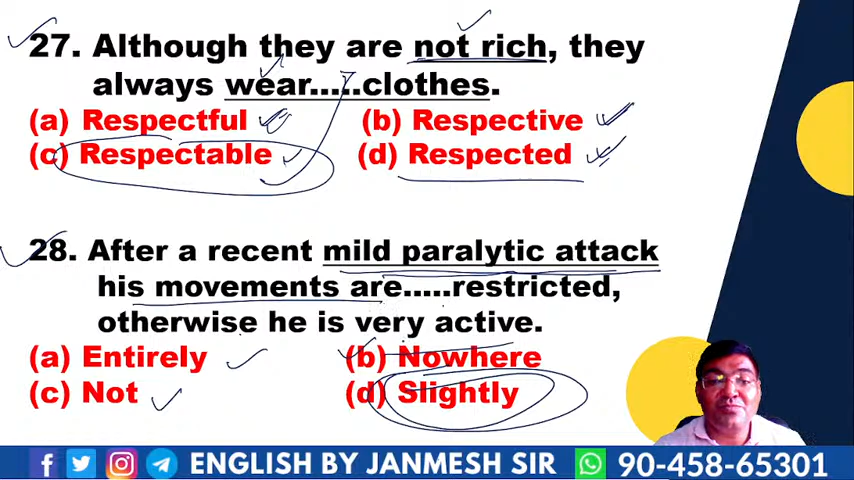 27. Although they are not rich, they
always wear.....clothes.
(a) Respectful (b) Respective
(c) Respectable (d) Respected
28. After a recent mild paralytic attack
his movements are.....restricted,
otherwise he is very active.
(a) Entirely (b) Nowhere
(c) Not (d) Slightly
ENGLISH BY JANMESH SIR 90-458-65301